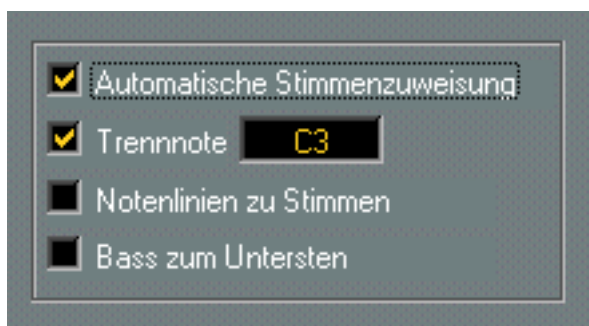 Automatische Stimmenzuweisung
Trennnote C3
Notenlinien zu Stimmen
Bass zum Untersten